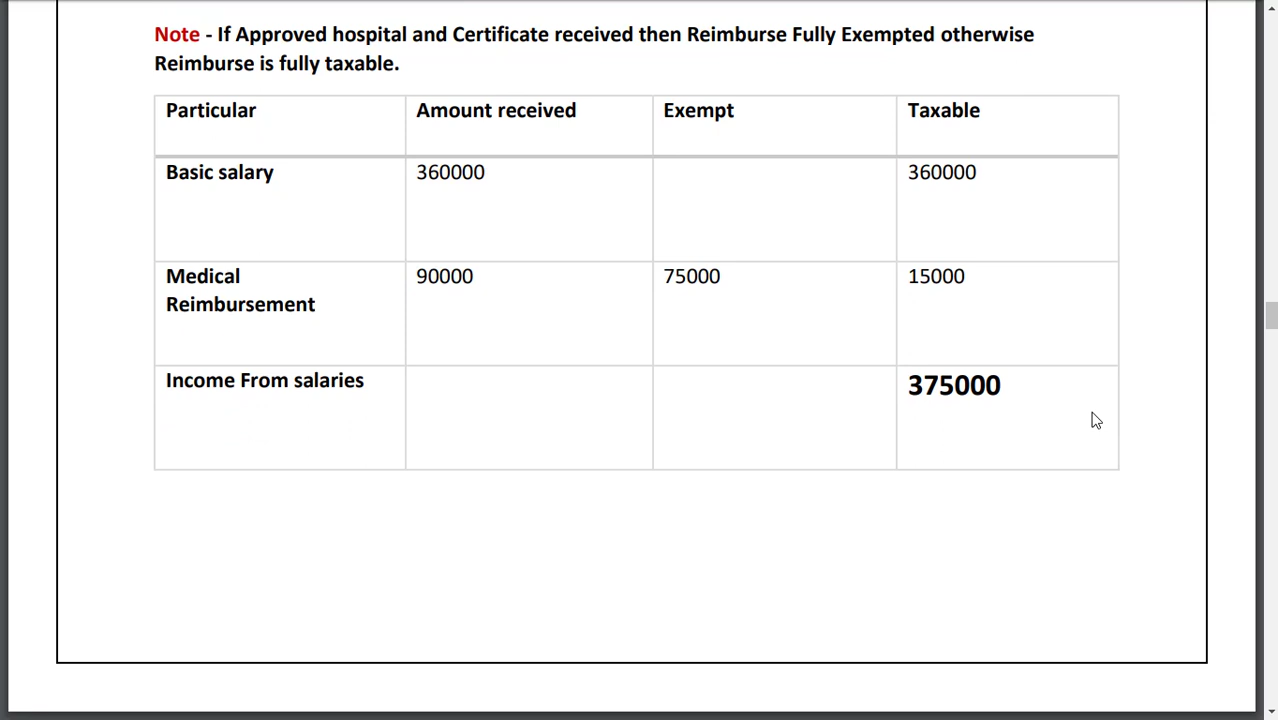 Note - If Approved hospital and Certificate received then Reimburse Fully Exempted otherwise
Reimburse is fully taxable.
Particular Amount received Exempt Taxable
Basic salary 360000 360000
Medical 90000 75000 15000
Reimbursement
Income From salaries 375000